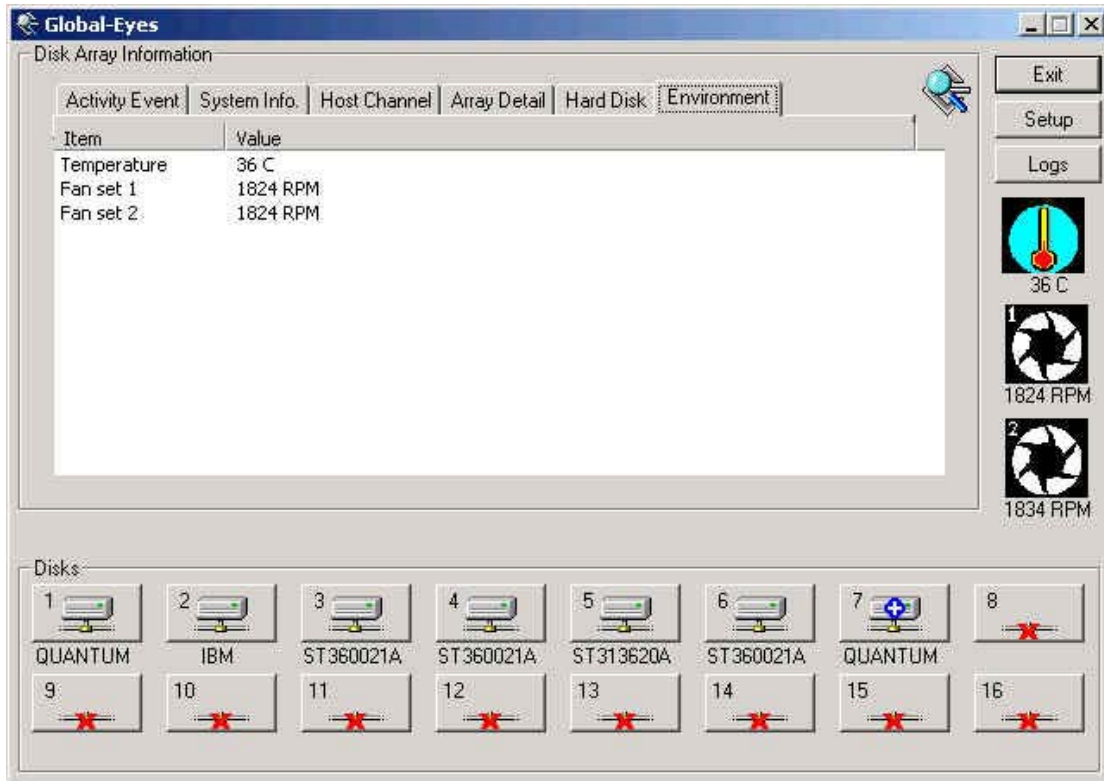 Global-Eyes
Disk Array Information
Exit
Activity Event System Info. Host Channel Array Detail Hard Disk Environment
Setup
Item Value
Logs
Temperature 36 C
Fan set 1 1824 RPM
Fan set 2 1824 RPM
36 C
1
1824 RPM
2
1834 RPM
Disks
1 2 3 4 5 6 7 8
QUANTUM IBM ST360021A ST360021A ST313620A ST360021A QUANTUM
9 10 11 12 13 14 15 16